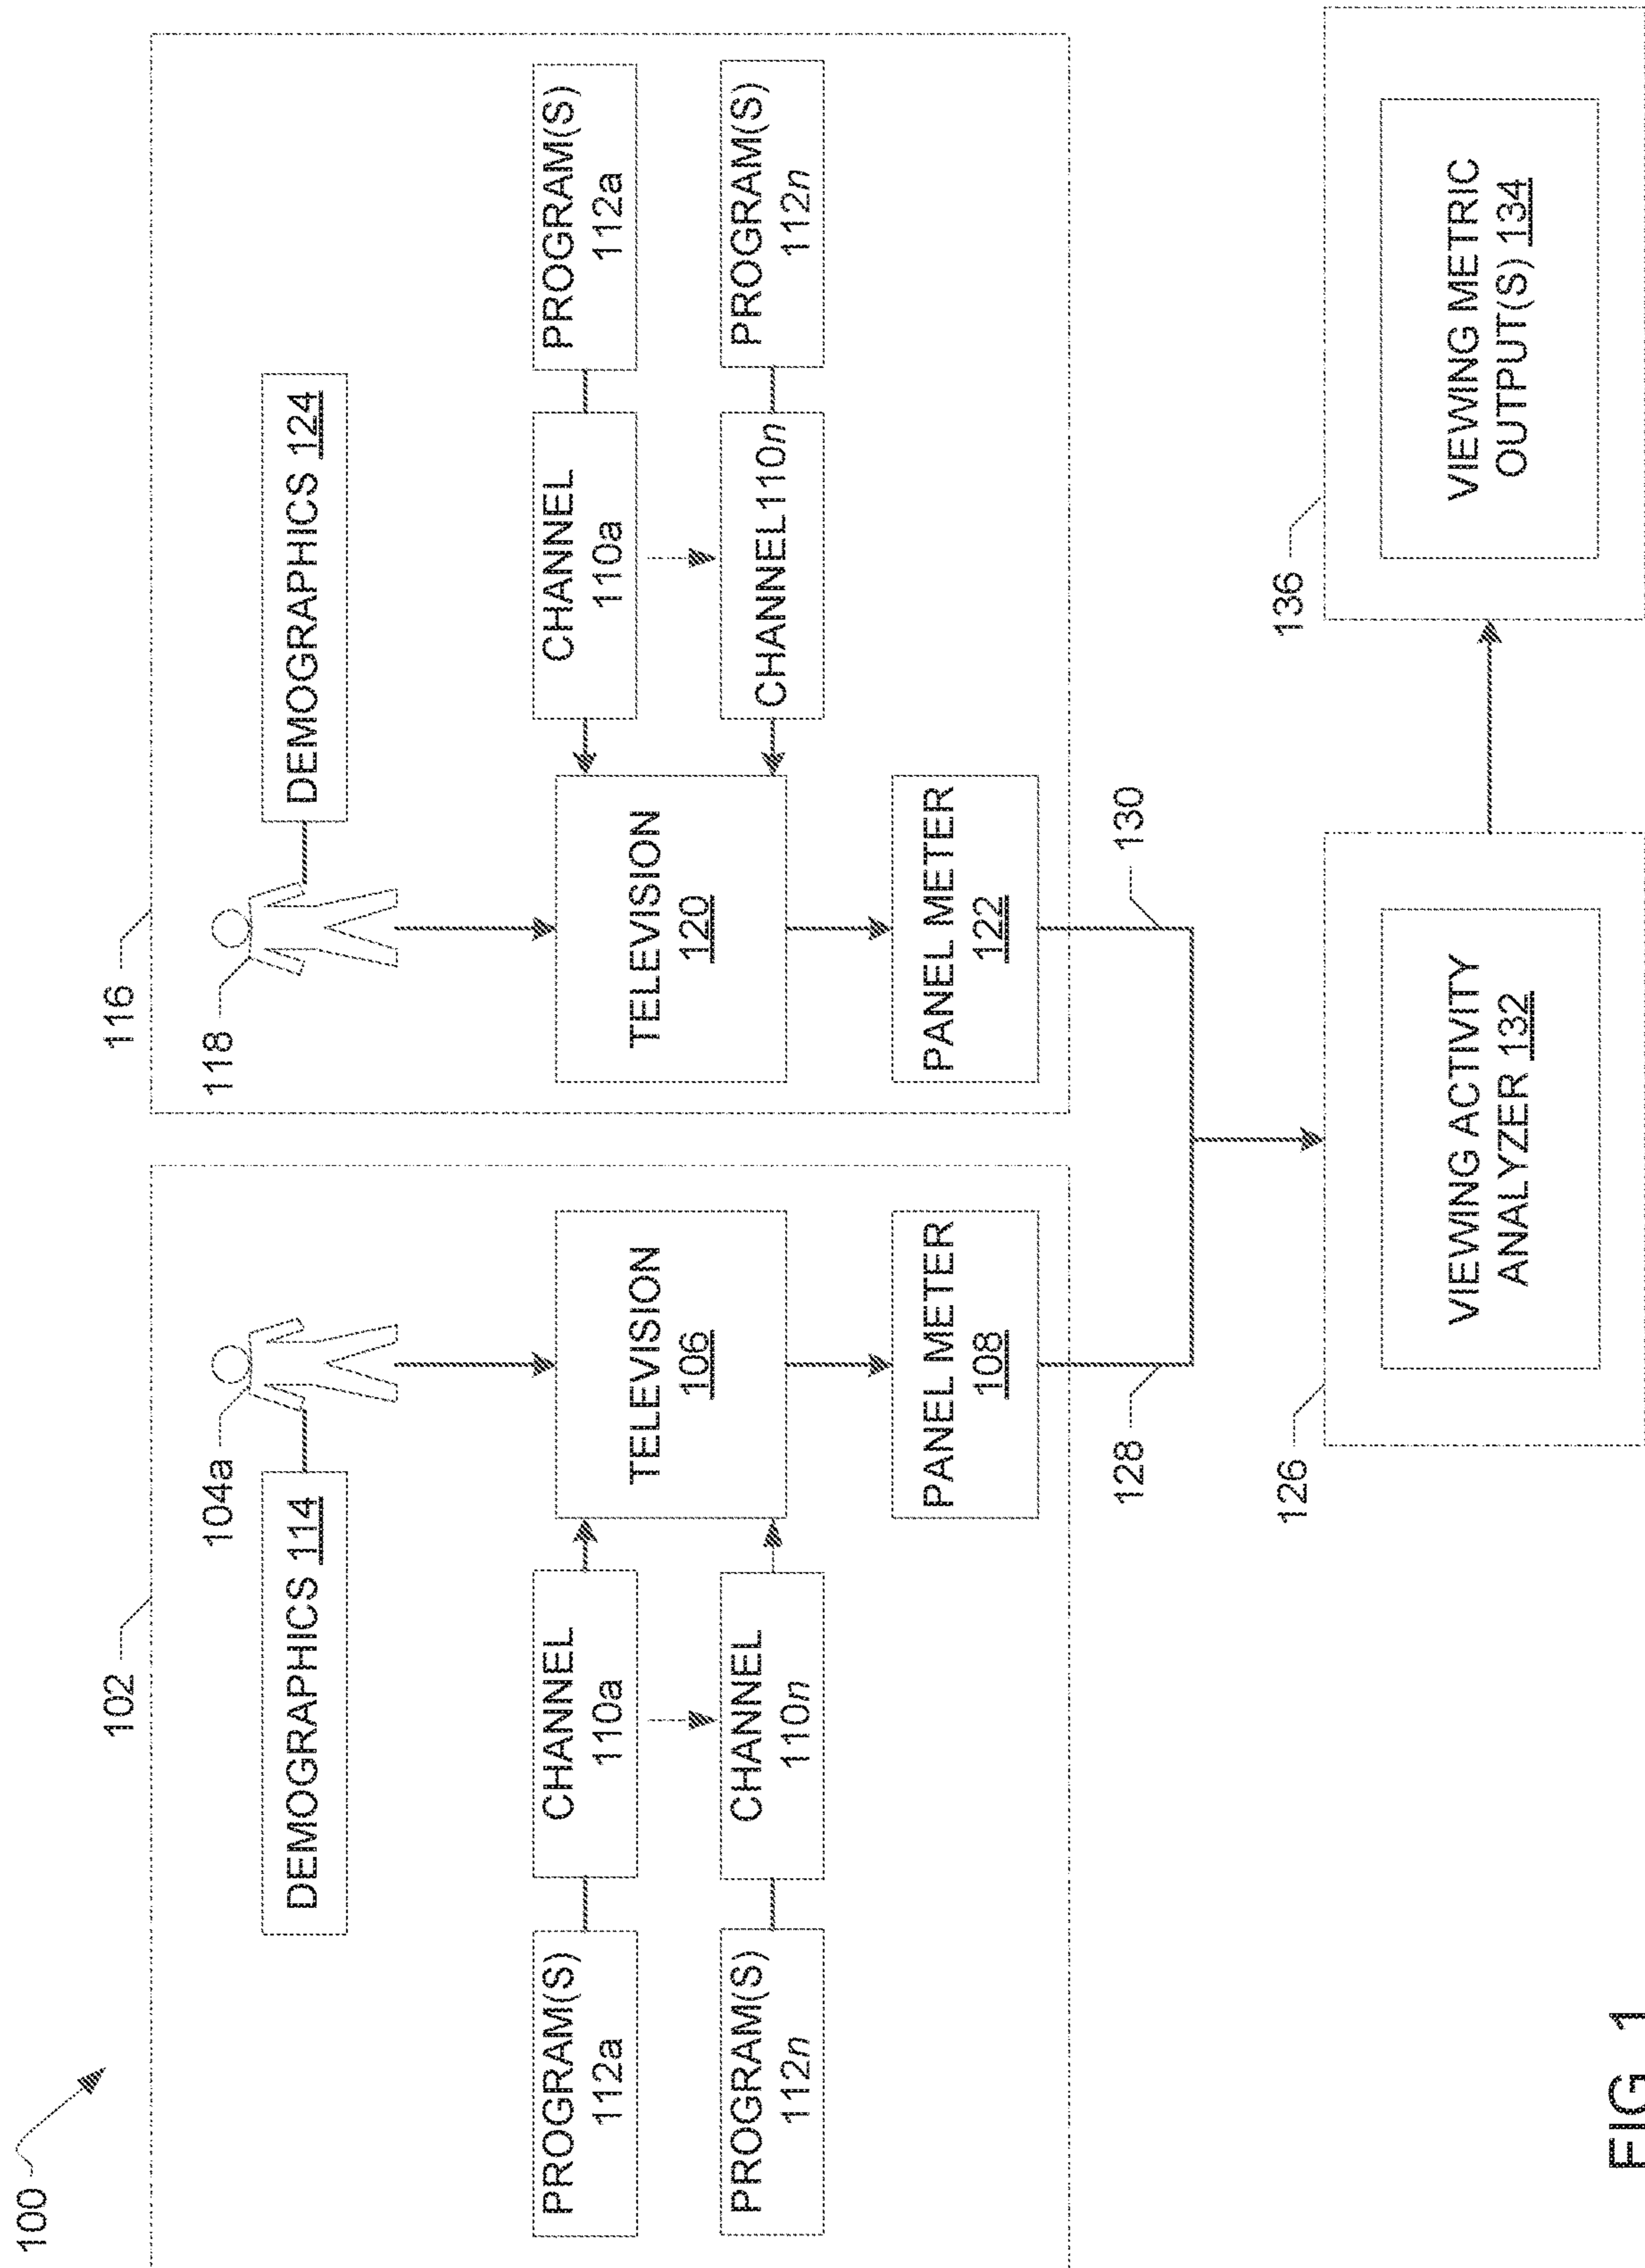 100
102
104a
DEMOGRAPHICS 114
PROGRAM(S)
112a
CHANNEL
110a
PROGRAM(S)
112n
CHANNEL
110n
TELEVISION
106
PANEL METER
108
128
116
118
DEMOGRAPHICS 124
TELEVISION
120
CHANNEL
110a
PROGRAM(S)
112a
CHANNEL110n
PROGRAM(S)
112n
PANEL METER
122
130
126
VIEWING ACTIVITY
ANALYZER 132
136
VIEWING METRIC
OUTPUT(S) 134
FIG 1